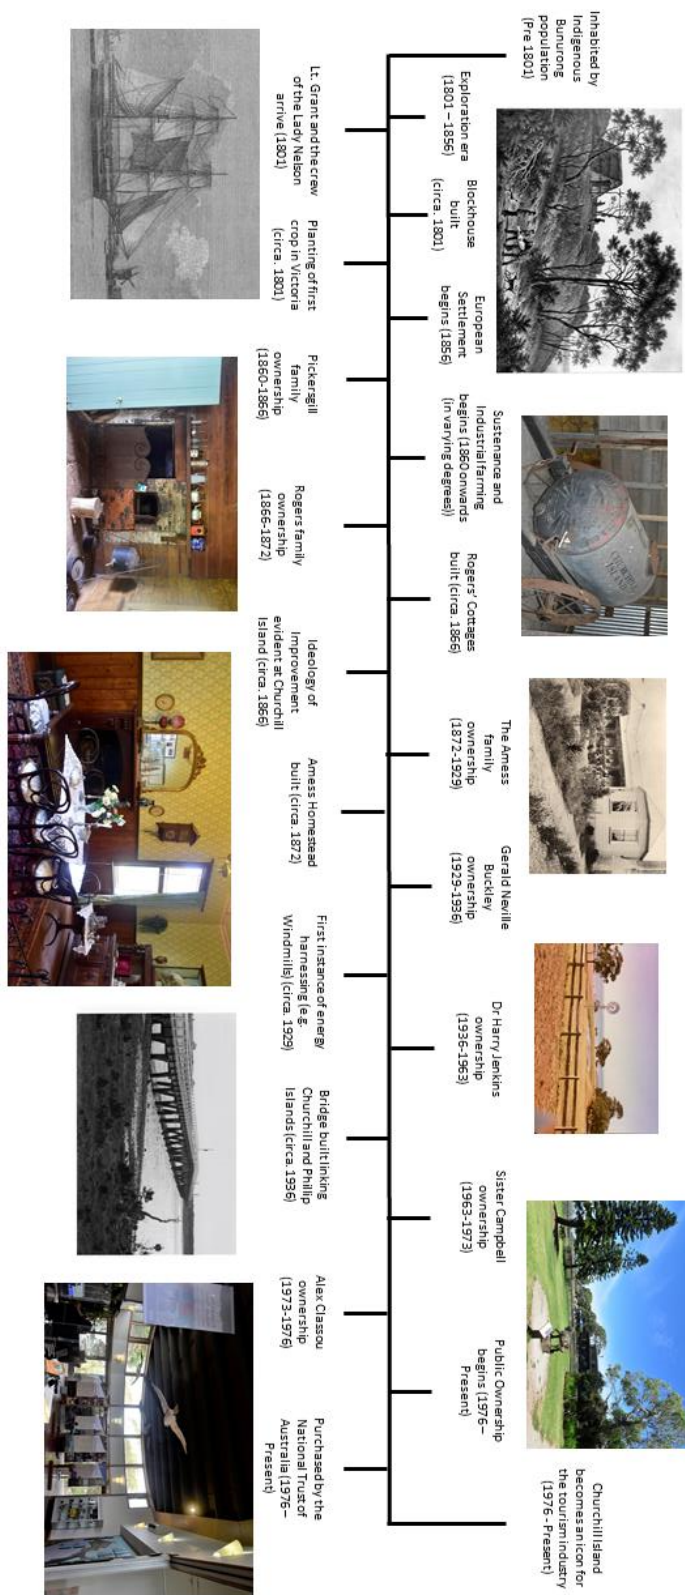 Inhabited by
Indigenous
Bunurong
population
(Pre 1801)
Lt. Grant and the crew
of the Lady Nelson
arrive (1801)
Exploration era
(1801 – 1856)
Blockhouse
built
(circa. 1801)
Planting of first
crop in Victoria
(circa. 1801)
European
Settlement
begins (1856)
Pickersgill
family
ownership
(1860-1866)
Sustenance and
Industrial farming
begins (1860 onwards
(in varying degrees))
Rogers family
ownership
(1866-1872)
Rogers' Cottages
built (circa. 1866)
Ideology of
Improvement
evident at Churchill
Island (circa. 1866)
The Amess
family
ownership
(1872-1929)
Amess Homestead
built (circa. 1872)
Gerald Neville
Buckley
ownership
(1929-1936)
First instance of energy
harnessing (e.g.
Windmills) (circa. 1929)
Dr Harry Jenkins
ownership
(1936-1963)
Bridge built linking
Churchill and Phillip
Islands (circa. 1936)
Sister Campbell
ownership
(1963-1973)
Alex Classou
ownership
(1973-1976)
Public Ownership
begins (1976 –
Present)
Purchased by the
National Trust of
Australia (1976 –
Present)
Churchill Island
becomes an icon for
the tourism industry
(1976 - Present)